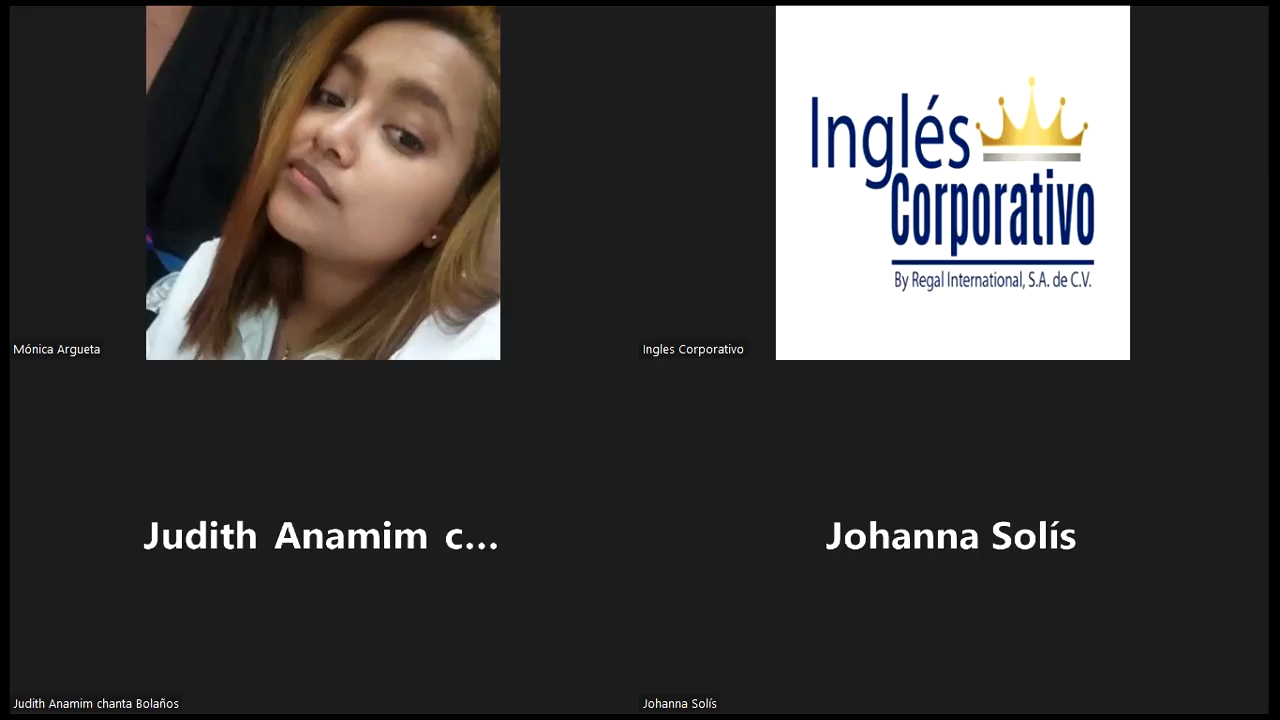 Inglés
Corporativo
By Regal International, S.A. de C.V.
Mónica Argueta
Ingles Corporativo
Judith Anamim c...
Johanna Solís
Judith Anamim chanta Bolaños
Johanna Solís